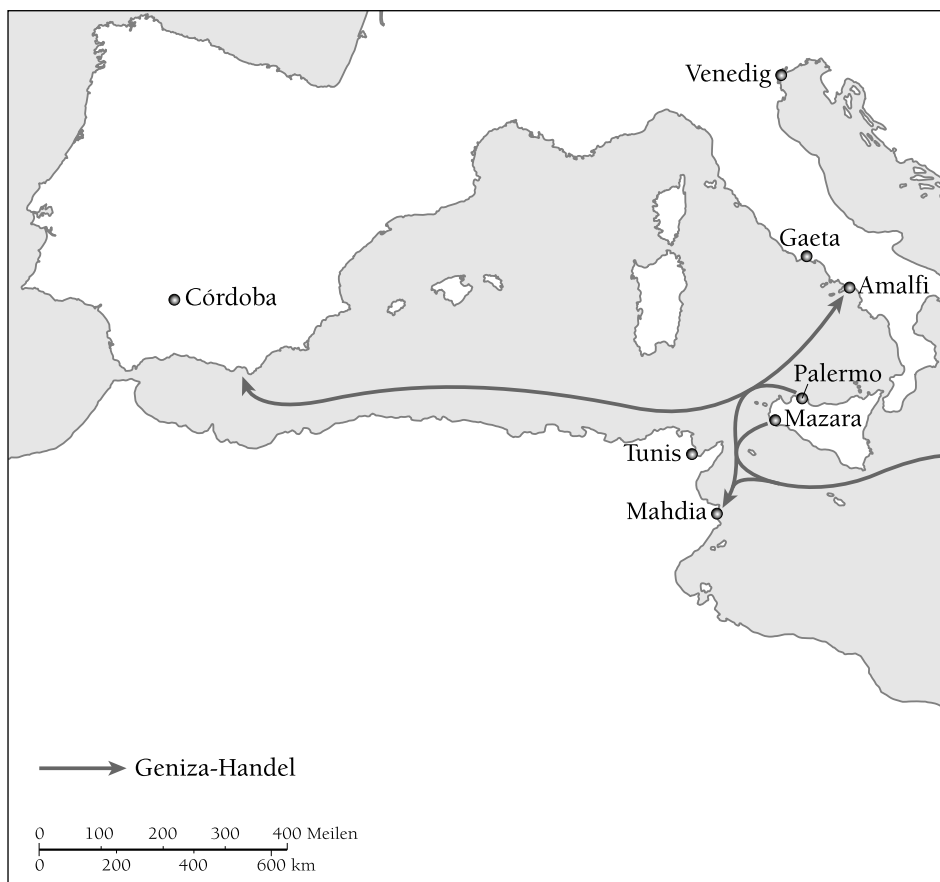 Venedig
Gaeta
Amalfi
Córdoba
Palermo
Mazara
Tunis
Mahdia
Geniza-Handel
0 100 200 300 400 Meilen
0 200 400 600 km